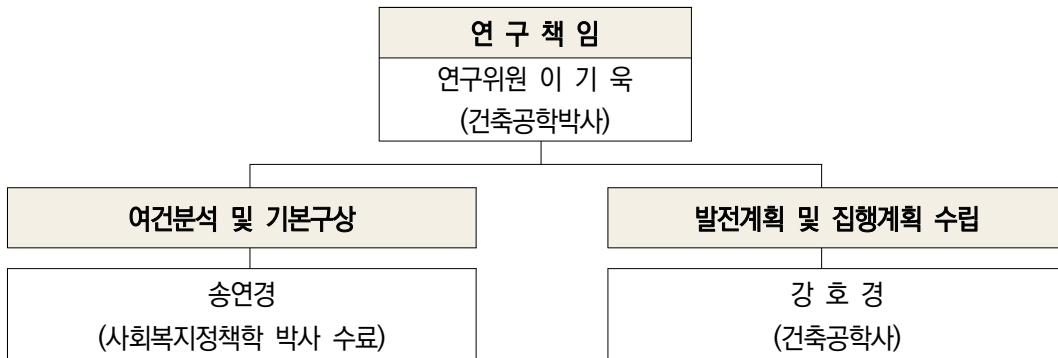 연 구 책 임
연구위원 이 기 욱
(건축공학박사)
여건분석 및 기본구상
송연경
(사회복지정책학 박사 수료)
발전계획 및 집행계획 수립
강 호 경
(건축공학사)